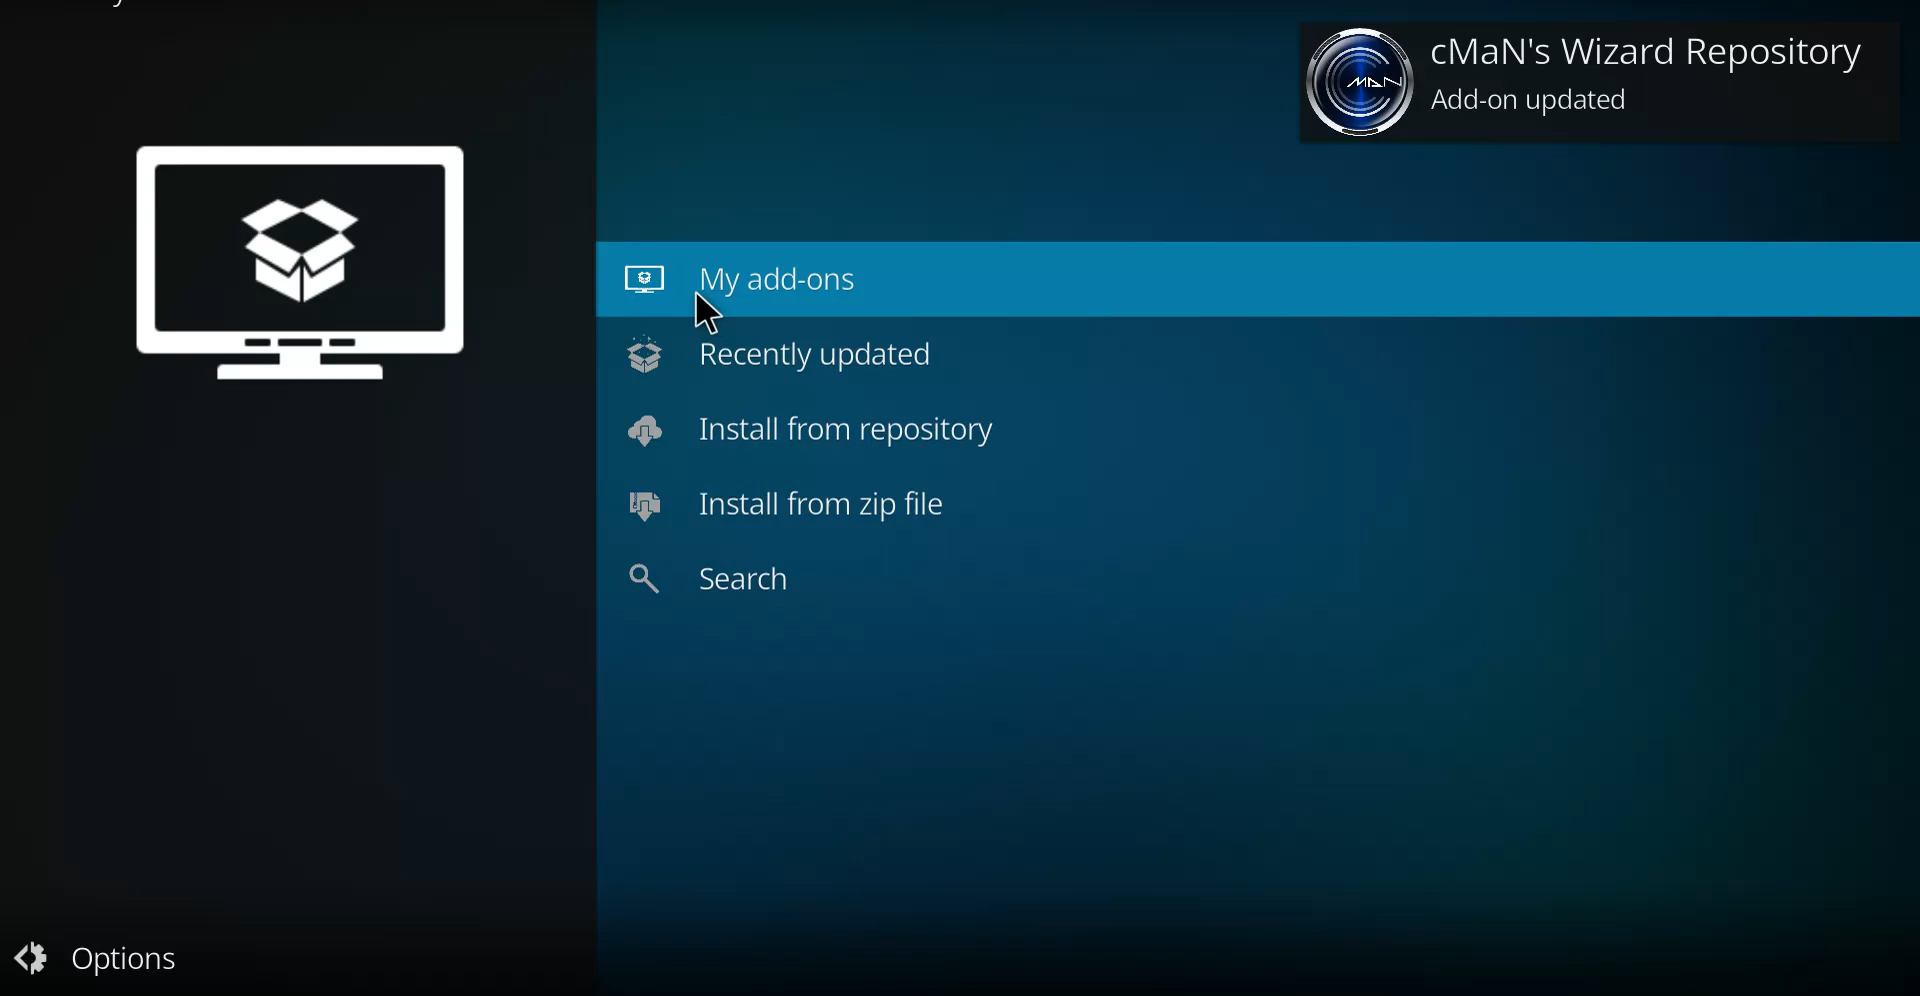 cMaN's Wizard Repository
Add-on updated
My add-ons
Recently updated
Install from repository
Install from zip file
Search
Options